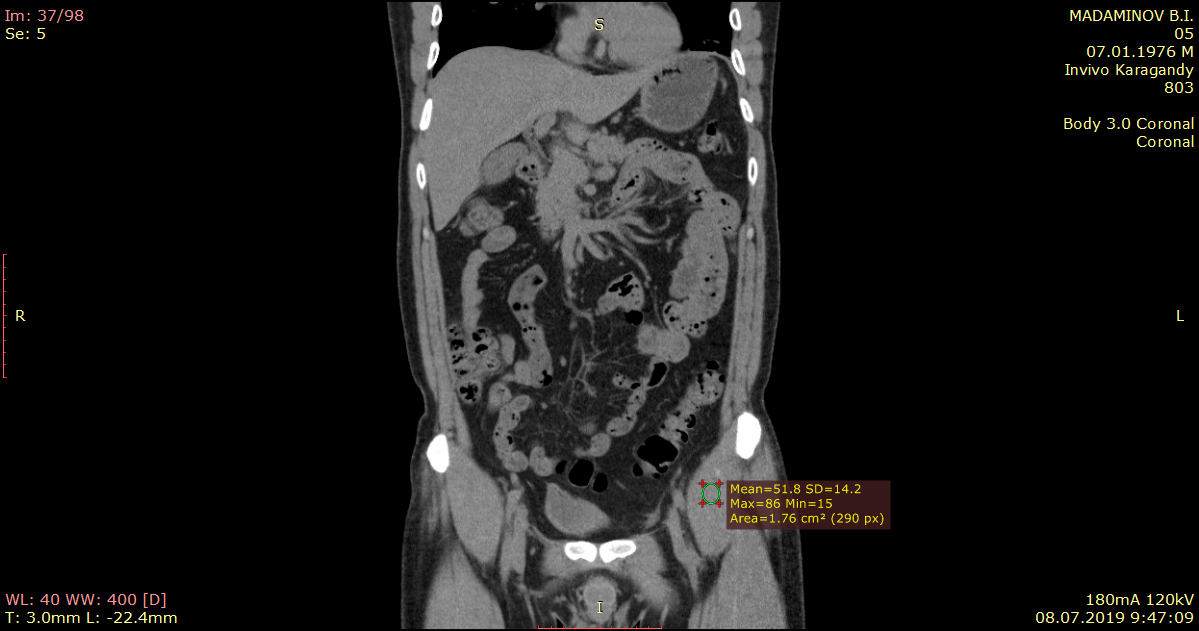 Im: 37/98
Se: 5
S
MADAMINOV B.I.
05
07.01.1976 M
Invivo Karagandy
803
Body 3.0 Coronal
Coronal
R
L
Mean=51.8 SD=14.2
Max=86 Min=15
Area=1.76 cm² (290 px)
WL: 40 WW: 400 [D]
T: 3.0mm L: -22.4mm
I
180mA 120kV
08.07.2019 9:47:09